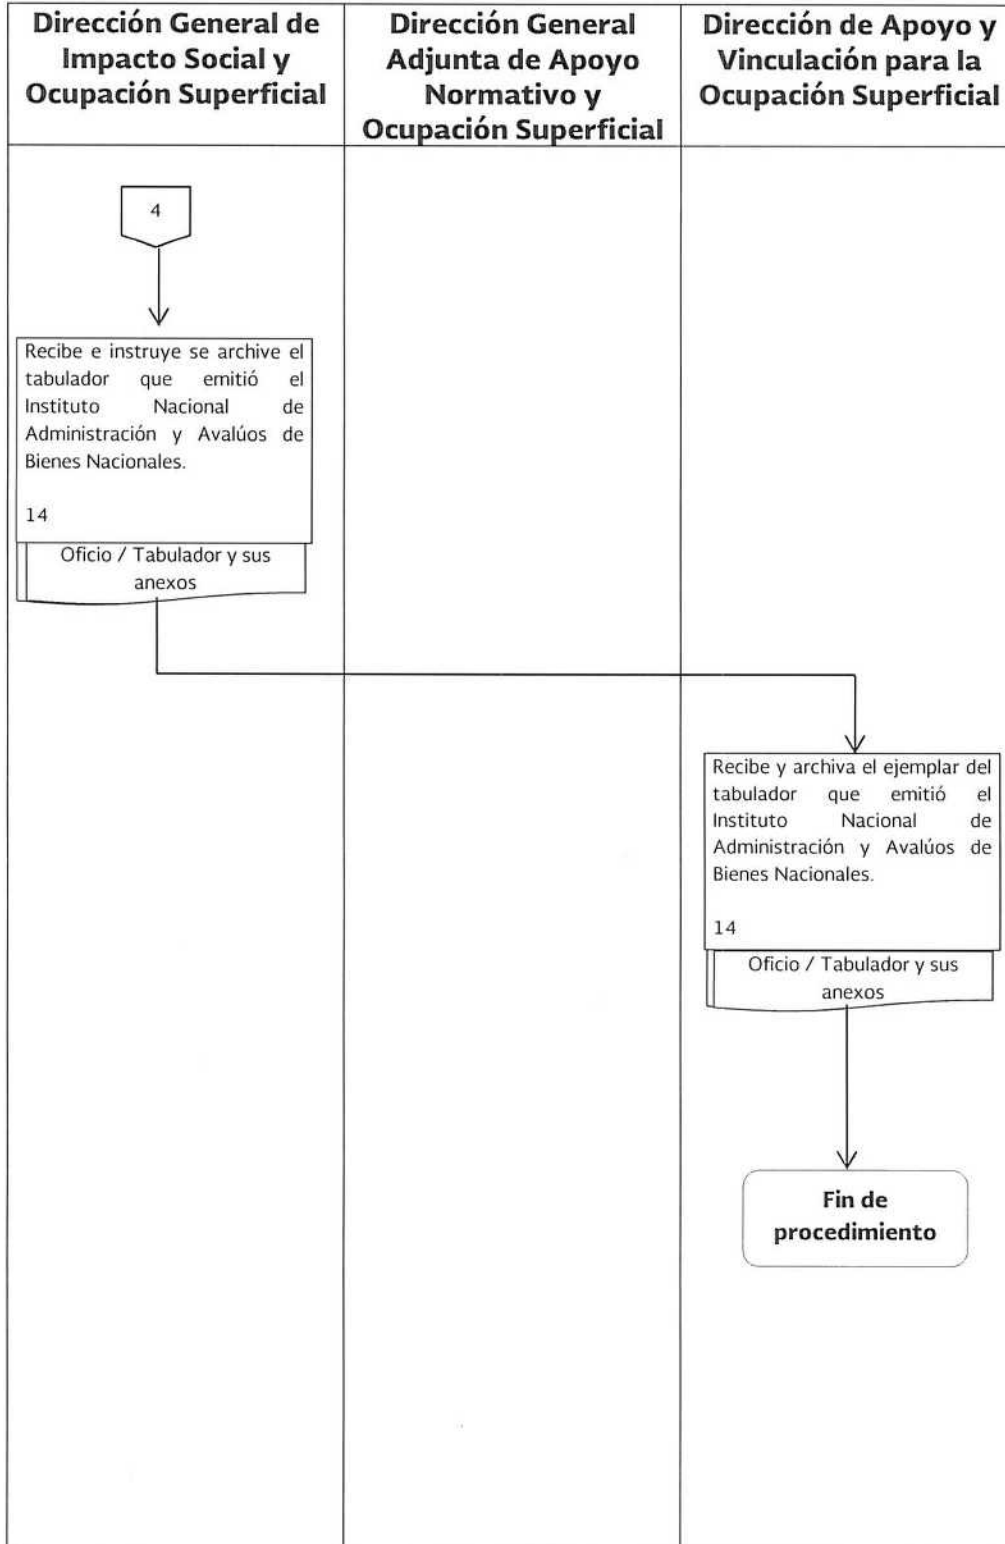 Dirección General de
Impacto Social y
Ocupación Superficial
Dirección General
Adjunta de Apoyo
Normativo y
Ocupación Superficial
Dirección de Apoyo y
Vinculación para la
Ocupación Superficial
4
Recibe e instruye se archive el
tabulador que emitió el
Instituto Nacional de
Administración y Avalúos de
Bienes Nacionales.
14
Oficio / Tabulador y sus
anexos
Recibe y archiva el ejemplar del
tabulador que emitió el
Instituto Nacional de
Administración y Avalúos de
Bienes Nacionales.
14
Oficio / Tabulador y sus
anexos
Fin de
procedimiento